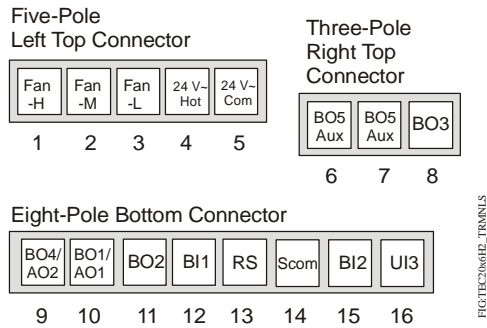 Five-Pole
Left Top Connector
Three-Pole
Right Top
Connector
Fan -H
Fan -M
Fan -L
24 V~ Hot
24 V~ Com
1 2 3 4 5
BO5 Aux
BO5 Aux
BO3
6 7 8
Eight-Pole Bottom Connector
BO4/ AO2
BO1/ AO1
BO2
BI1
RS
Scom
BI2
UI3
9 10 11 12 13 14 15 16
FIG:TEC20x6H2_TRMNLS